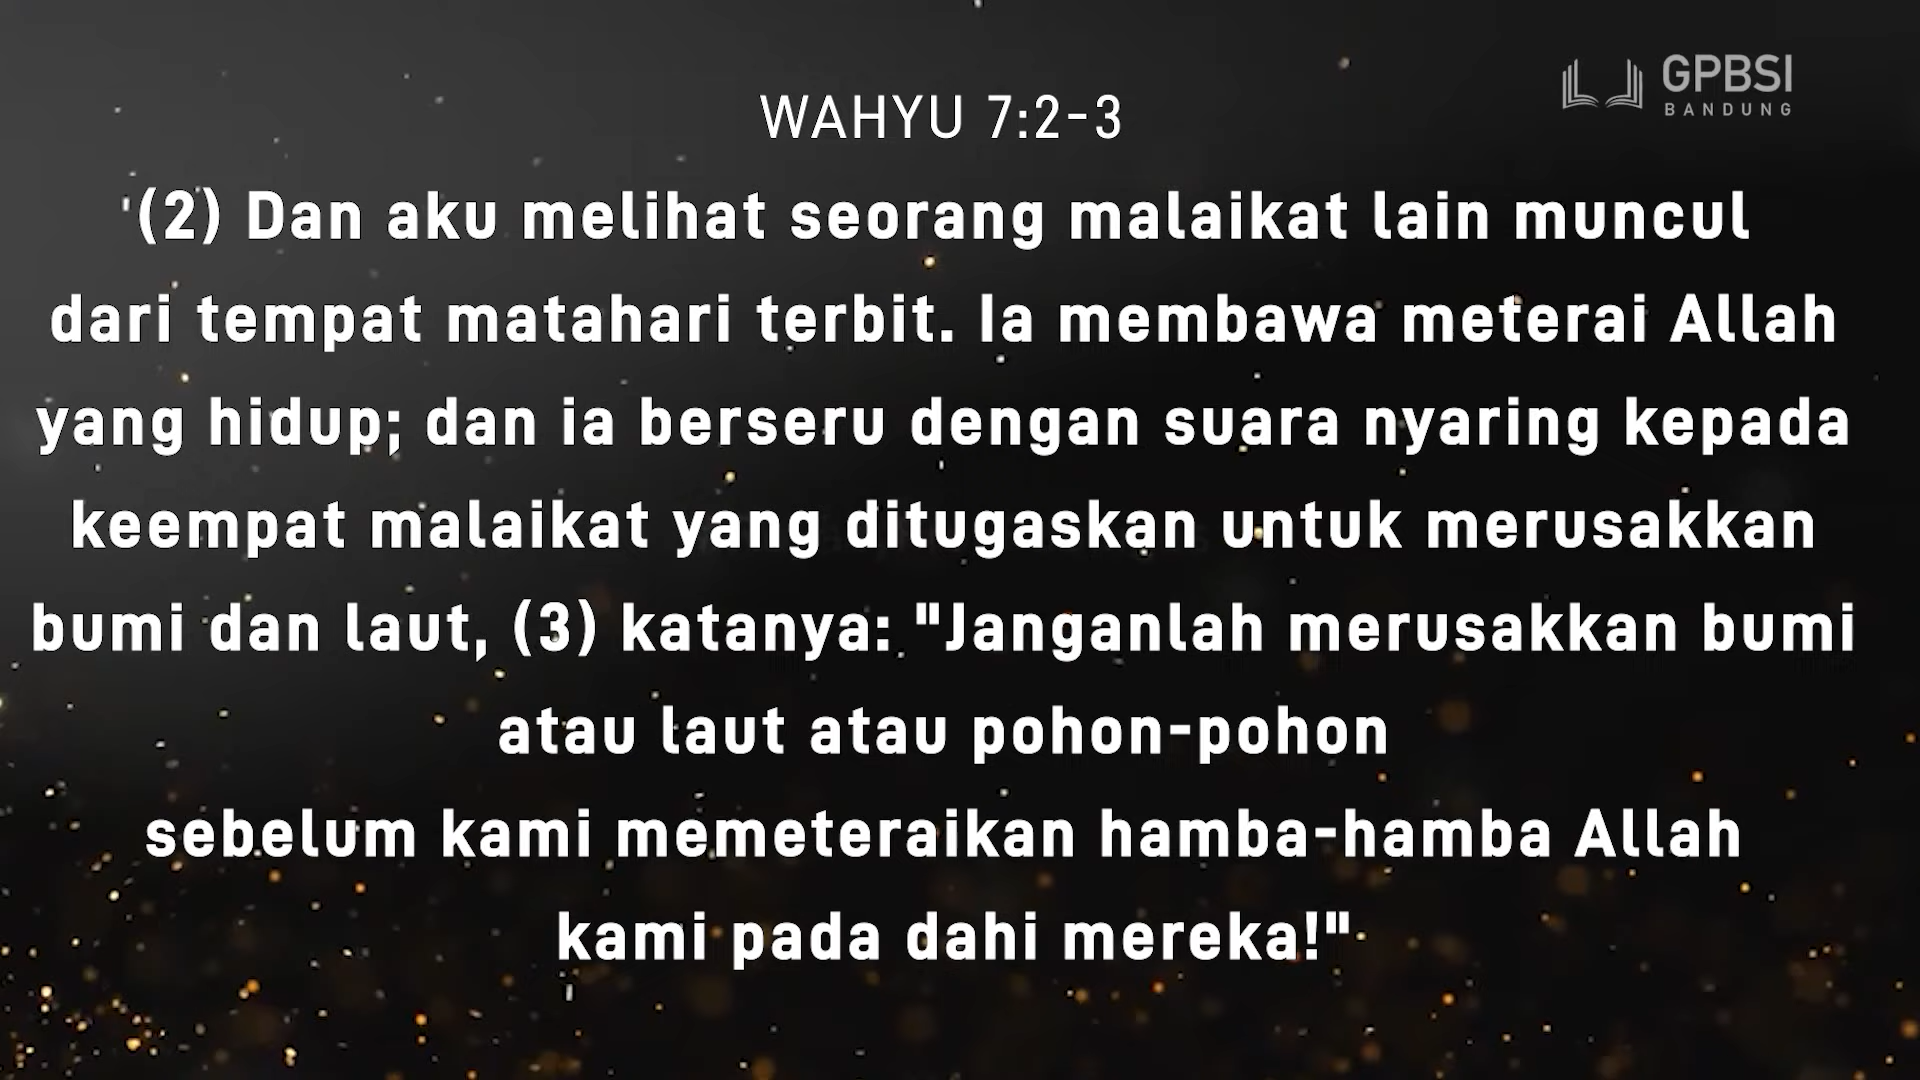 GPBSI
BANDUNG
WAHYU 7:2-3
(2) Dan aku melihat seorang malaikat lain muncul
dari tempat matahari terbit. Ia membawa meterai Allah
yang hidup; dan ia berseru dengan suara nyaring kepada
keempat malaikat yang ditugaskan untuk merusakkan
bumi dan laut, (3) katanya: "Janganlah merusakkan bumi
atau laut atau pohon-pohon
sebelum kami memeteraikan hamba-hamba Allah
kami pada dahi mereka!"